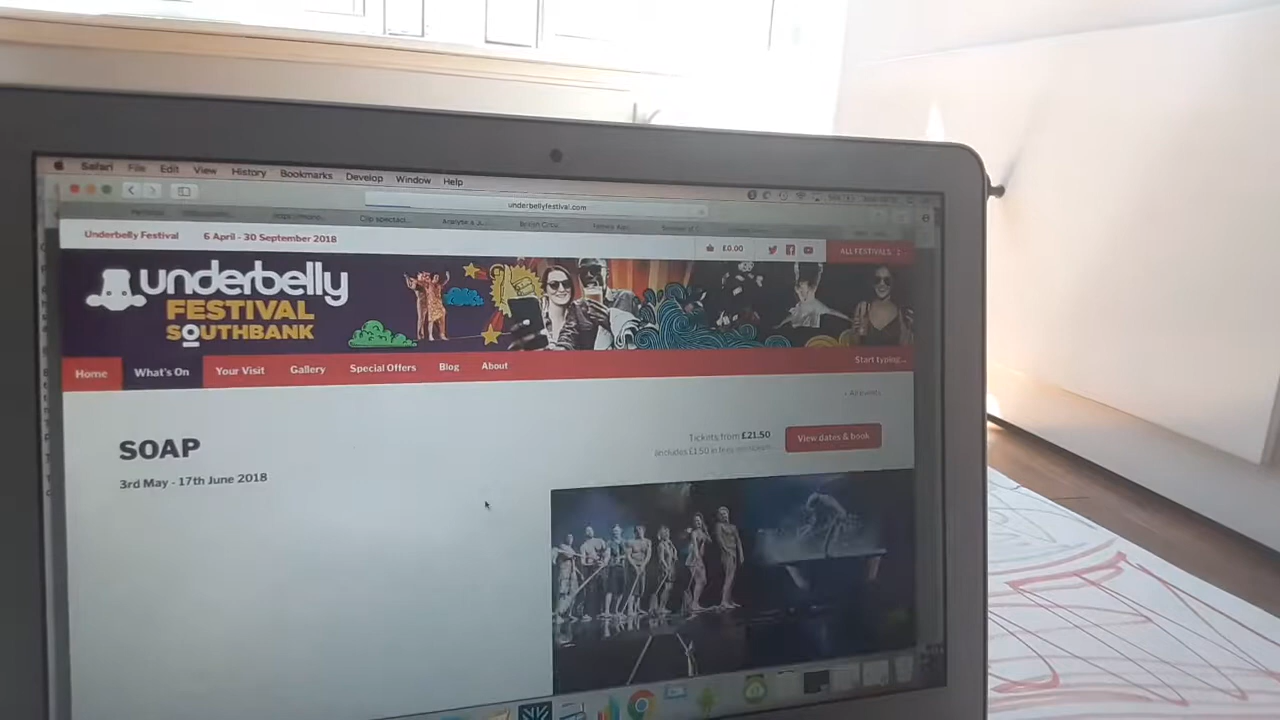 Safari File Edit View History Bookmarks Develop Window Help
underbellyfestival.com
Underbelly Festival 6 April - 30 September 2018 £0.00 ALL FESTIVALS
underbelly
FESTIVAL
SOUTHBANK
Home What's On Your Visit Gallery Special Offers Blog About Start typing...
All events
SOAP
Tickets from £21.50 View dates & book
3rd May - 17th June 2018